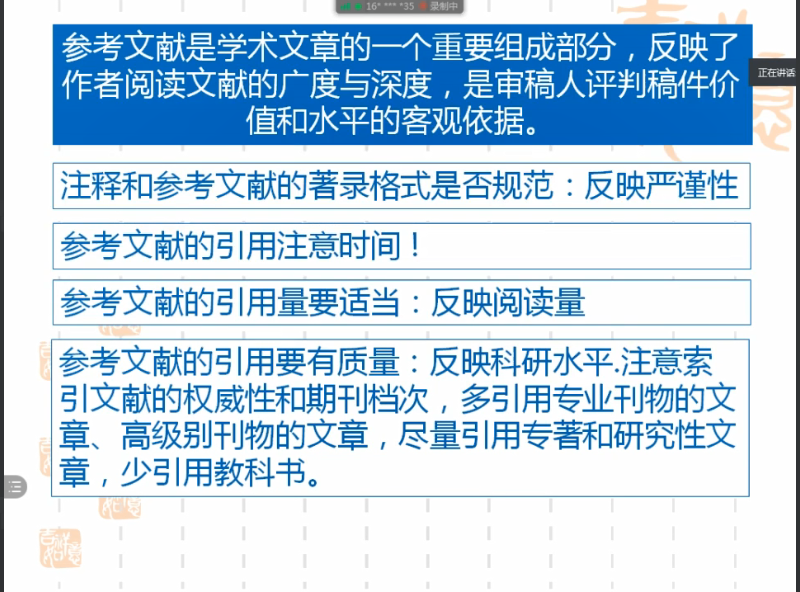 16* *** *35 录制中
参考文献是学术文章的一个重要组成部分，反映了
作者阅读文献的广度与深度，是审稿人评判稿件价
值和水平的客观依据。
正在讲话
注释和参考文献的著录格式是否规范：反映严谨性
参考文献的引用注意时间！
参考文献的引用量要适当：反映阅读量
参考文献的引用要有质量：反映科研水平.注意索
引文献的权威性和期刊档次，多引用专业刊物的文
章、高级别刊物的文章，尽量引用专著和研究性文
章，少引用教科书。